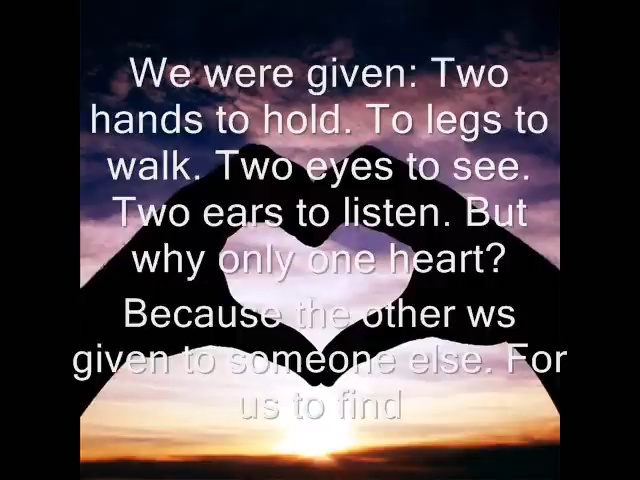 We were given: Two
hands to hold. To legs to
walk. Two eyes to see.
Two ears to listen. But
why only one heart?
Because the other ws
given to someone else. For
us to find